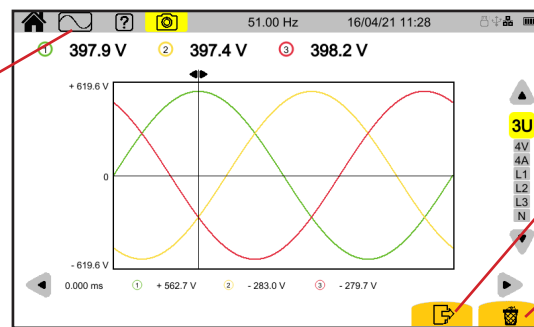 ? 51.00 Hz 16/04/21 11:28
1 397.9 V 2 397.4 V 3 398.2 V
+ 619.6 V
0
- 619.6 V
3U
4V
4A
L1
L2
L3
N
0.000 ms 1 + 562.7 V 2 - 283.0 V 3 - 279.7 V